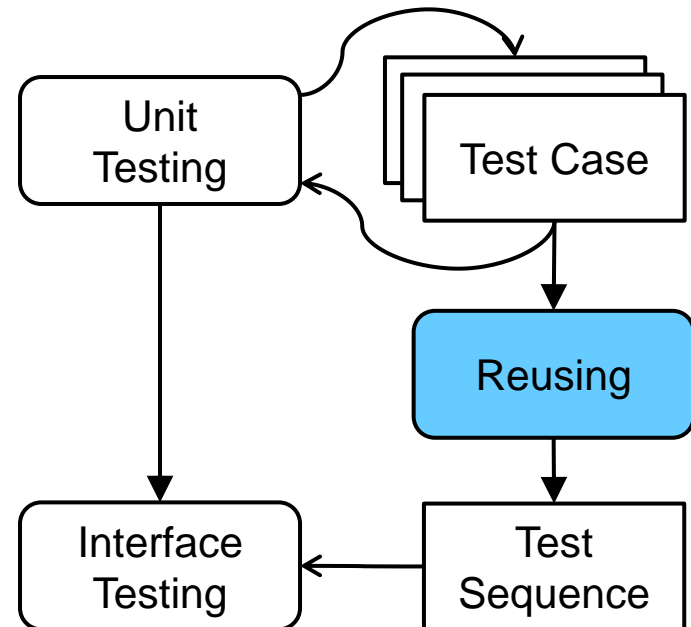 Unit
Testing
Test Case
Reusing
Interface
Testing
Test
Sequence